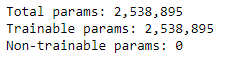 Total params: 2,538,895
Trainable params: 2,538,895
Non-trainable params: 0